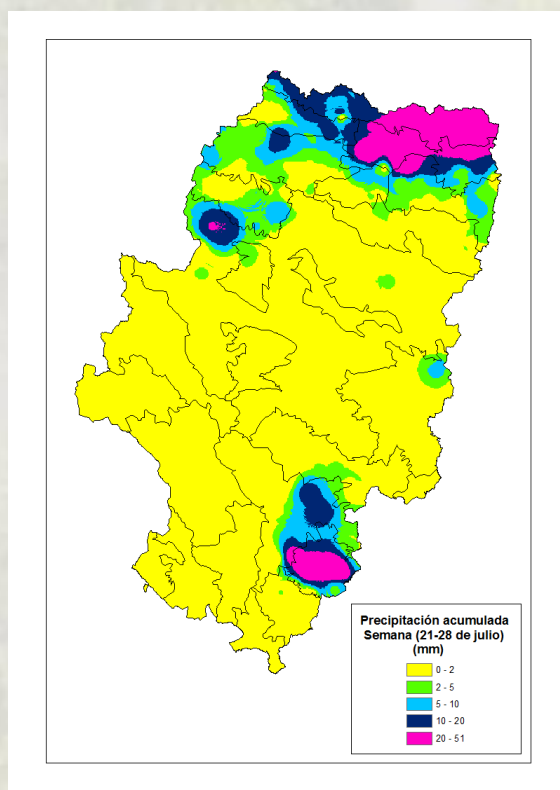 Precipitación acumulada
Semana (21-28 de julio)
(mm)
0 - 2
2 - 5
5 - 10
10 - 20
20 - 51